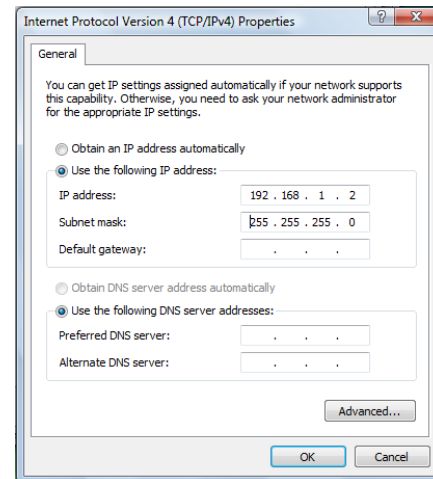 Internet Protocol Version 4 (TCP/IPv4) Properties
?
X
General
You can get IP settings assigned automatically if your network supports
this capability. Otherwise, you need to ask your network administrator
for the appropriate IP settings.
Obtain an IP address automatically
Use the following IP address:
IP address: 192 . 168 . 1 . 2
Subnet mask: 255 . 255 . 255 . 0
Default gateway: . . .
Obtain DNS server address automatically
Use the following DNS server addresses:
Preferred DNS server: . . .
Alternate DNS server: . . .
Advanced...
OK Cancel